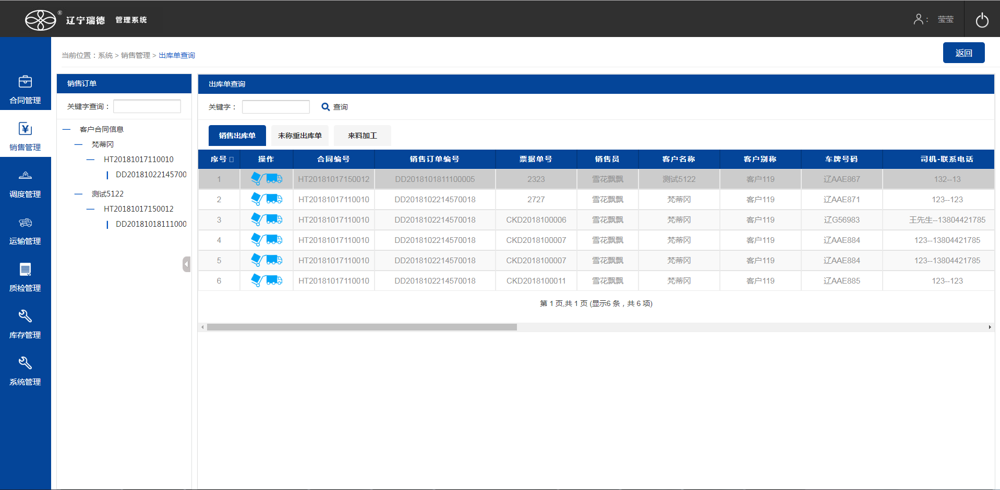 ® 辽宁瑞德 管理系统
： 莹莹
当前位置：系统 > 销售管理 > 出库单查询
返回
合同管理
销售管理
调度管理
运输管理
质检管理
库存管理
系统管理
销售订单
关键字查询：
客户合同信息
梵蒂冈
HT20181017110010
DD20181022145700
测试5122
HT20181017150012
DD20181018111000
出库单查询
关键字： 查询
销售出库单 未称重出库单 来料加工
序号 操作 合同编号 销售订单编号 票据单号 销售员 客户名称 客户别称 车牌号码 司机-联系电话
1 HT20181017150012 DD2018101811100005 2323 雪花飘飘 测试5122 客户119 辽AAE867 132--13
2 HT20181017110010 DD2018102214570018 2727 雪花飘飘 梵蒂冈 客户119 辽AAE871 123--123
3 HT20181017110010 DD2018102214570018 CKD2018100006 雪花飘飘 梵蒂冈 客户119 辽G56983 王先生--13804421785
4 HT20181017110010 DD2018102214570018 CKD2018100007 雪花飘飘 梵蒂冈 客户119 辽AAE884 123--13804421785
5 HT20181017110010 DD2018102214570018 CKD2018100007 雪花飘飘 梵蒂冈 客户119 辽AAE884 123--13804421785
6 HT20181017110010 DD2018102214570018 CKD2018100011 雪花飘飘 梵蒂冈 客户119 辽AAE885 123--123
第 1 页,共 1 页 (显示6 条，共 6 项)